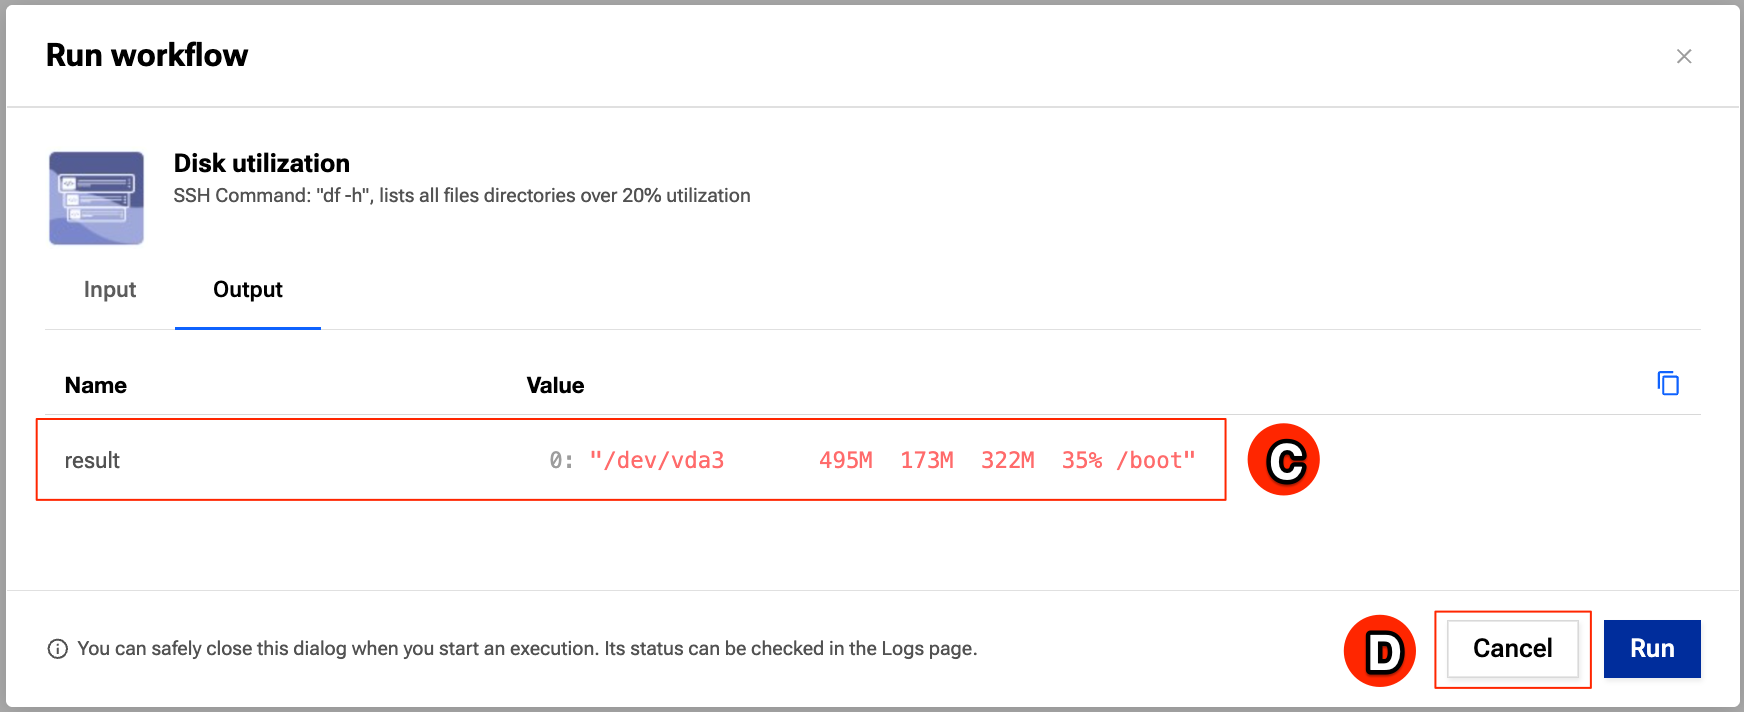 Run workflow
Disk utilization
SSH Command: "df -h", lists all files directories over 20% utilization
Input Output
Name Value
result 0: "/dev/vda3       495M  173M  322M  35% /boot"
C
You can safely close this dialog when you start an execution. Its status can be checked in the Logs page.
D
Cancel Run